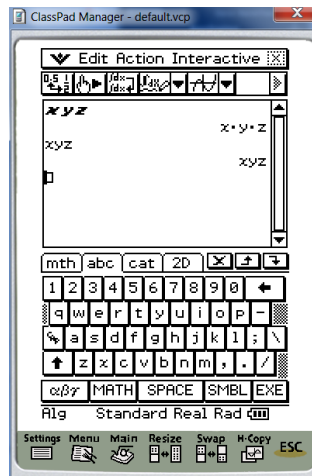 ClassPad Manager - default.vcp
Edit Action Interactive
xyz
x·y·z
xyz
xyz
mth abc cat 2D
1 2 3 4 5 6 7 8 9 0
q w e r t y u i o p -
a s d f g h j k l ; \
z x c v b n m , . /
αβγ MATH SPACE SMBL EXE
Alg Standard Real Rad
Settings Menu Main Resize Swap H-Copy ESC